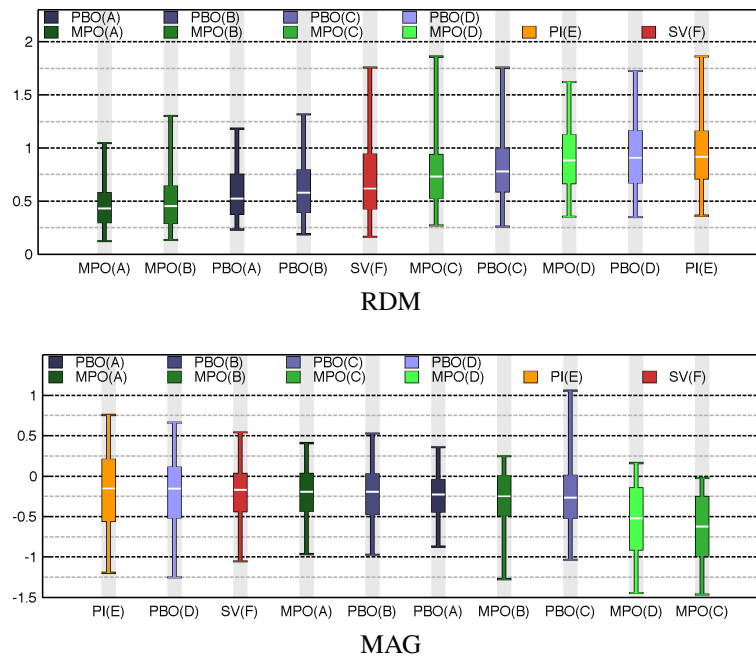 PBO(A) PBO(B) PBO(C) PBO(D)
MPO(A) MPO(B) MPO(C) MPO(D) PI(E) SV(F)
2
1.5
1
0.5
0
MPO(A) MPO(B) PBO(A) PBO(B) SV(F) MPO(C) PBO(C) MPO(D) PBO(D) PI(E)
RDM
PBO(A) PBO(B) PBO(C) PBO(D)
MPO(A) MPO(B) MPO(C) MPO(D) PI(E) SV(F)
1
0.5
0
-0.5
-1
-1.5
PI(E) PBO(D) SV(F) MPO(A) PBO(B) PBO(A) MPO(B) PBO(C) MPO(D) MPO(C)
MAG